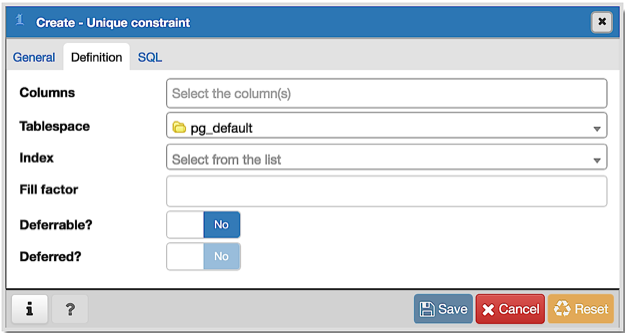 Create - Unique constraint
General Definition SQL
Columns Select the column(s)
Tablespace pg_default
Index Select from the list
Fill factor
Deferrable? No
Deferred? No
i ? Save Cancel Reset